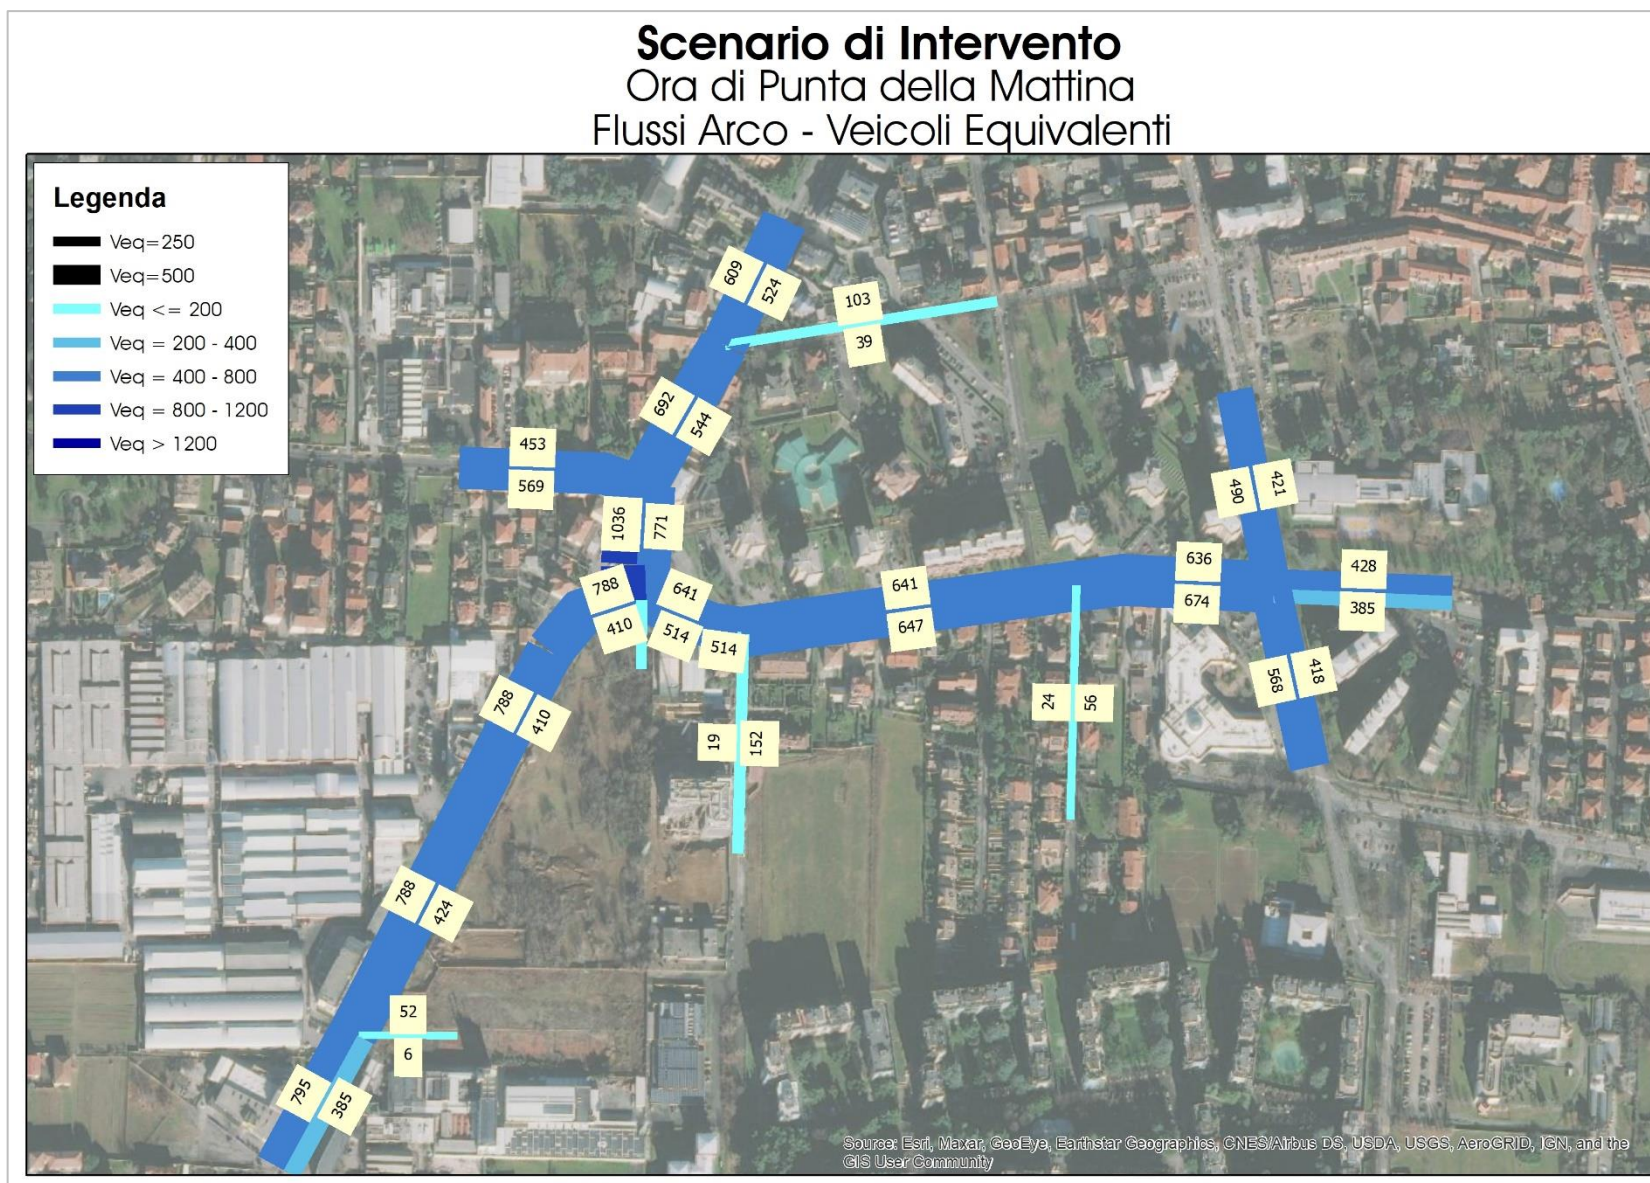 Scenario di Intervento
Ora di Punta della Mattina
Flussi Arco - Veicoli Equivalenti
Legenda
Veq=250
Veq=500
Veq <= 200
Veq = 200 - 400
Veq = 400 - 800
Veq = 800 - 1200
Veq > 1200
609
524
103
39
692
544
453
569
1036
771
490
421
788
410
641
514
514
641
647
636
674
428
385
568
418
788
410
19
152
24
56
788
424
52
6
795
385
Source: Esri, Maxar, GeoEye, Earthstar Geographics, CNES/Airbus DS, USDA, USGS, AeroGRID, IGN, and the
GIS User Community